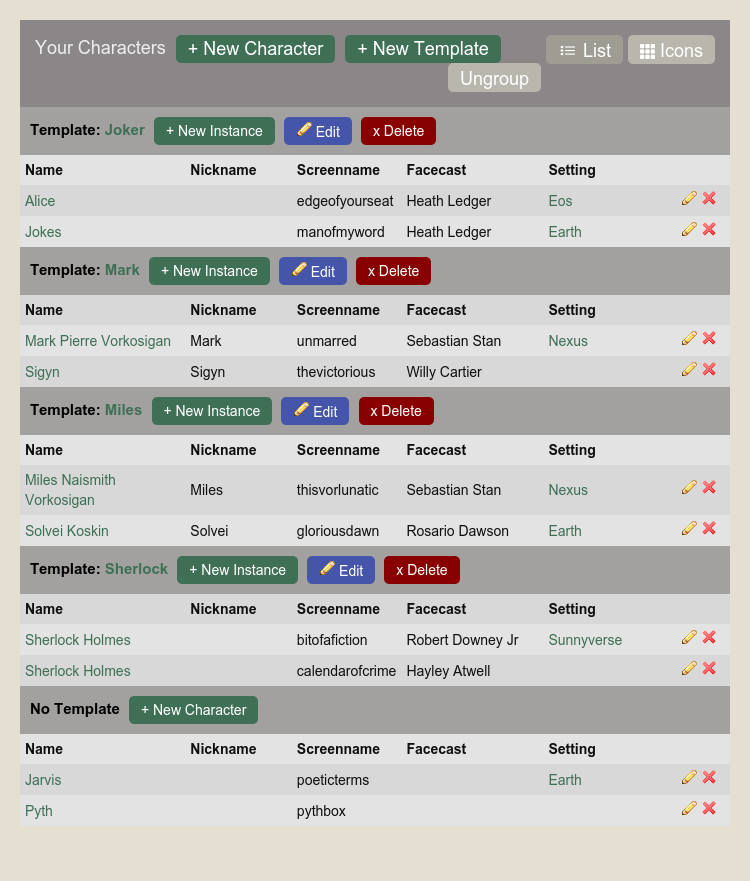 Your Characters + New Character + New Template List Icons
Ungroup
Template: Joker + New Instance Edit x Delete
Name Nickname Screenname Facecast Setting
Alice edgeofyourseat Heath Ledger Eos
Jokes manofmyword Heath Ledger Earth
Template: Mark + New Instance Edit x Delete
Name Nickname Screenname Facecast Setting
Mark Pierre Vorkosigan Mark unmarred Sebastian Stan Nexus
Sigyn Sigyn thevictorious Willy Cartier
Template: Miles + New Instance Edit x Delete
Name Nickname Screenname Facecast Setting
Miles Naismith
Vorkosigan Miles thisvorlunatic Sebastian Stan Nexus
Solvei Koskin Solvei gloriousdawn Rosario Dawson Earth
Template: Sherlock + New Instance Edit x Delete
Name Nickname Screenname Facecast Setting
Sherlock Holmes bitofafiction Robert Downey Jr Sunnyverse
Sherlock Holmes calendarofcrime Hayley Atwell
No Template + New Character
Name Nickname Screenname Facecast Setting
Jarvis poeticterms Earth
Pyth pythbox